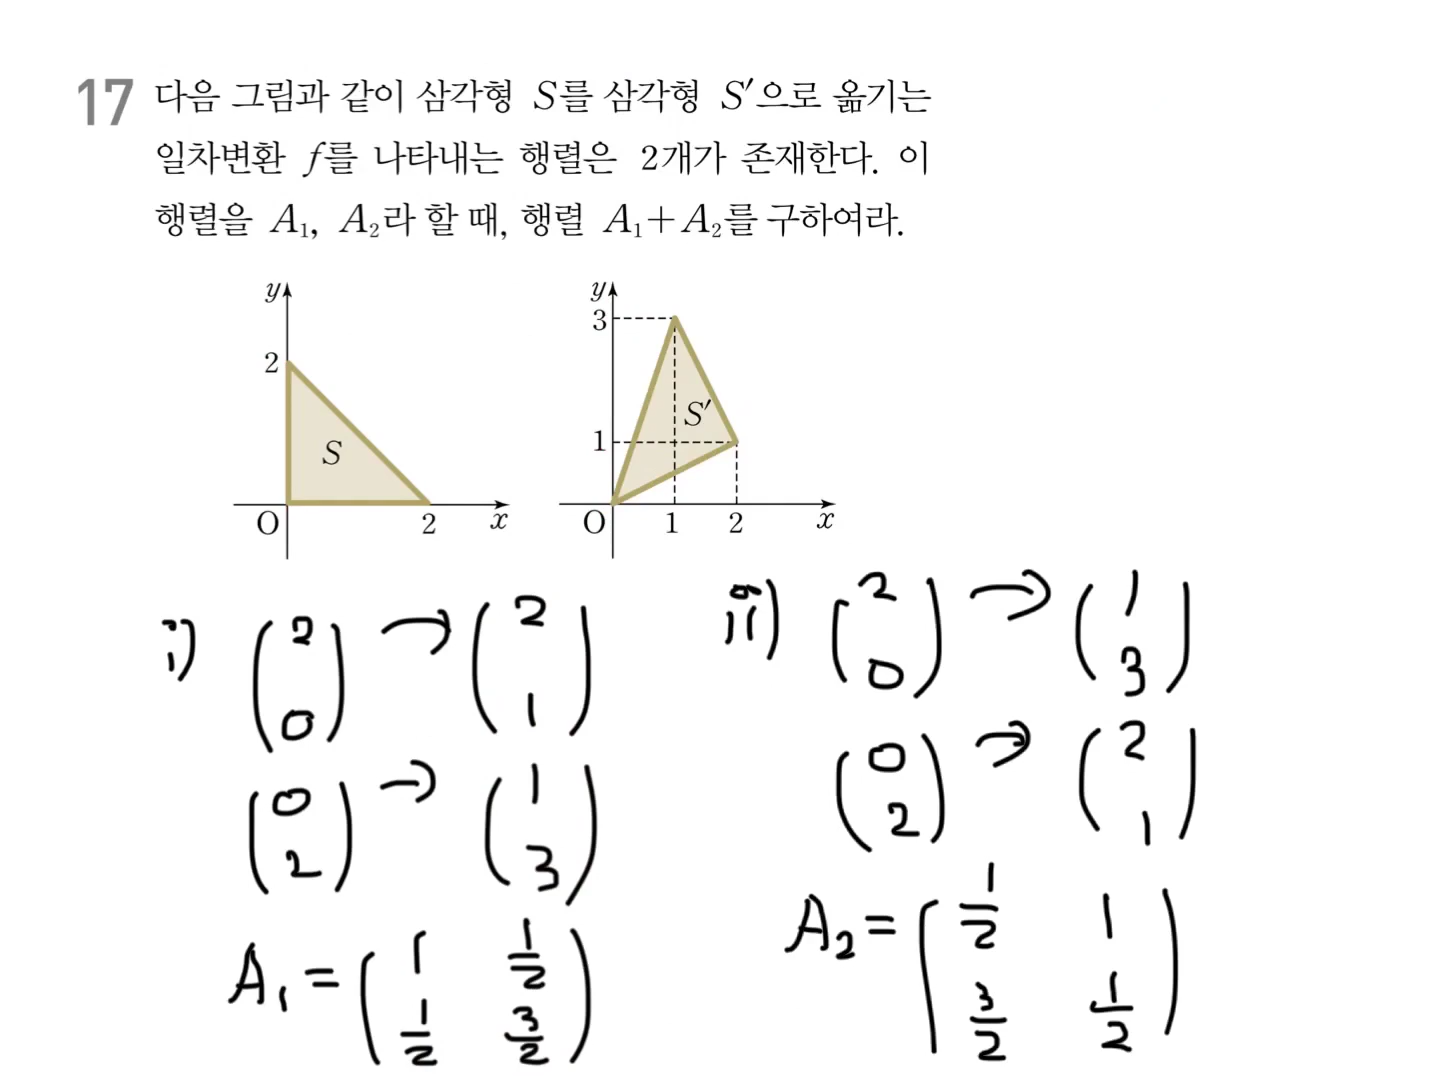 17 다음 그림과 같이 삼각형 S를 삼각형 S′으로 옮기는
일차변환 f를 나타내는 행렬은 2개가 존재한다. 이
행렬을 A₁, A₂라 할 때, 행렬 A₁+A₂를 구하여라.
y
2
S
O 2 x
y
3
1
S′
O 1 2 x
i) (2 0) → (2 1)
(0 2) → (1 3)
A₁ = (1 1/2 1/2 3/2)
ii) (2 0) → (1 3)
(0 2) → (2 1)
A₂ = (1/2 1 3/2 1/2)